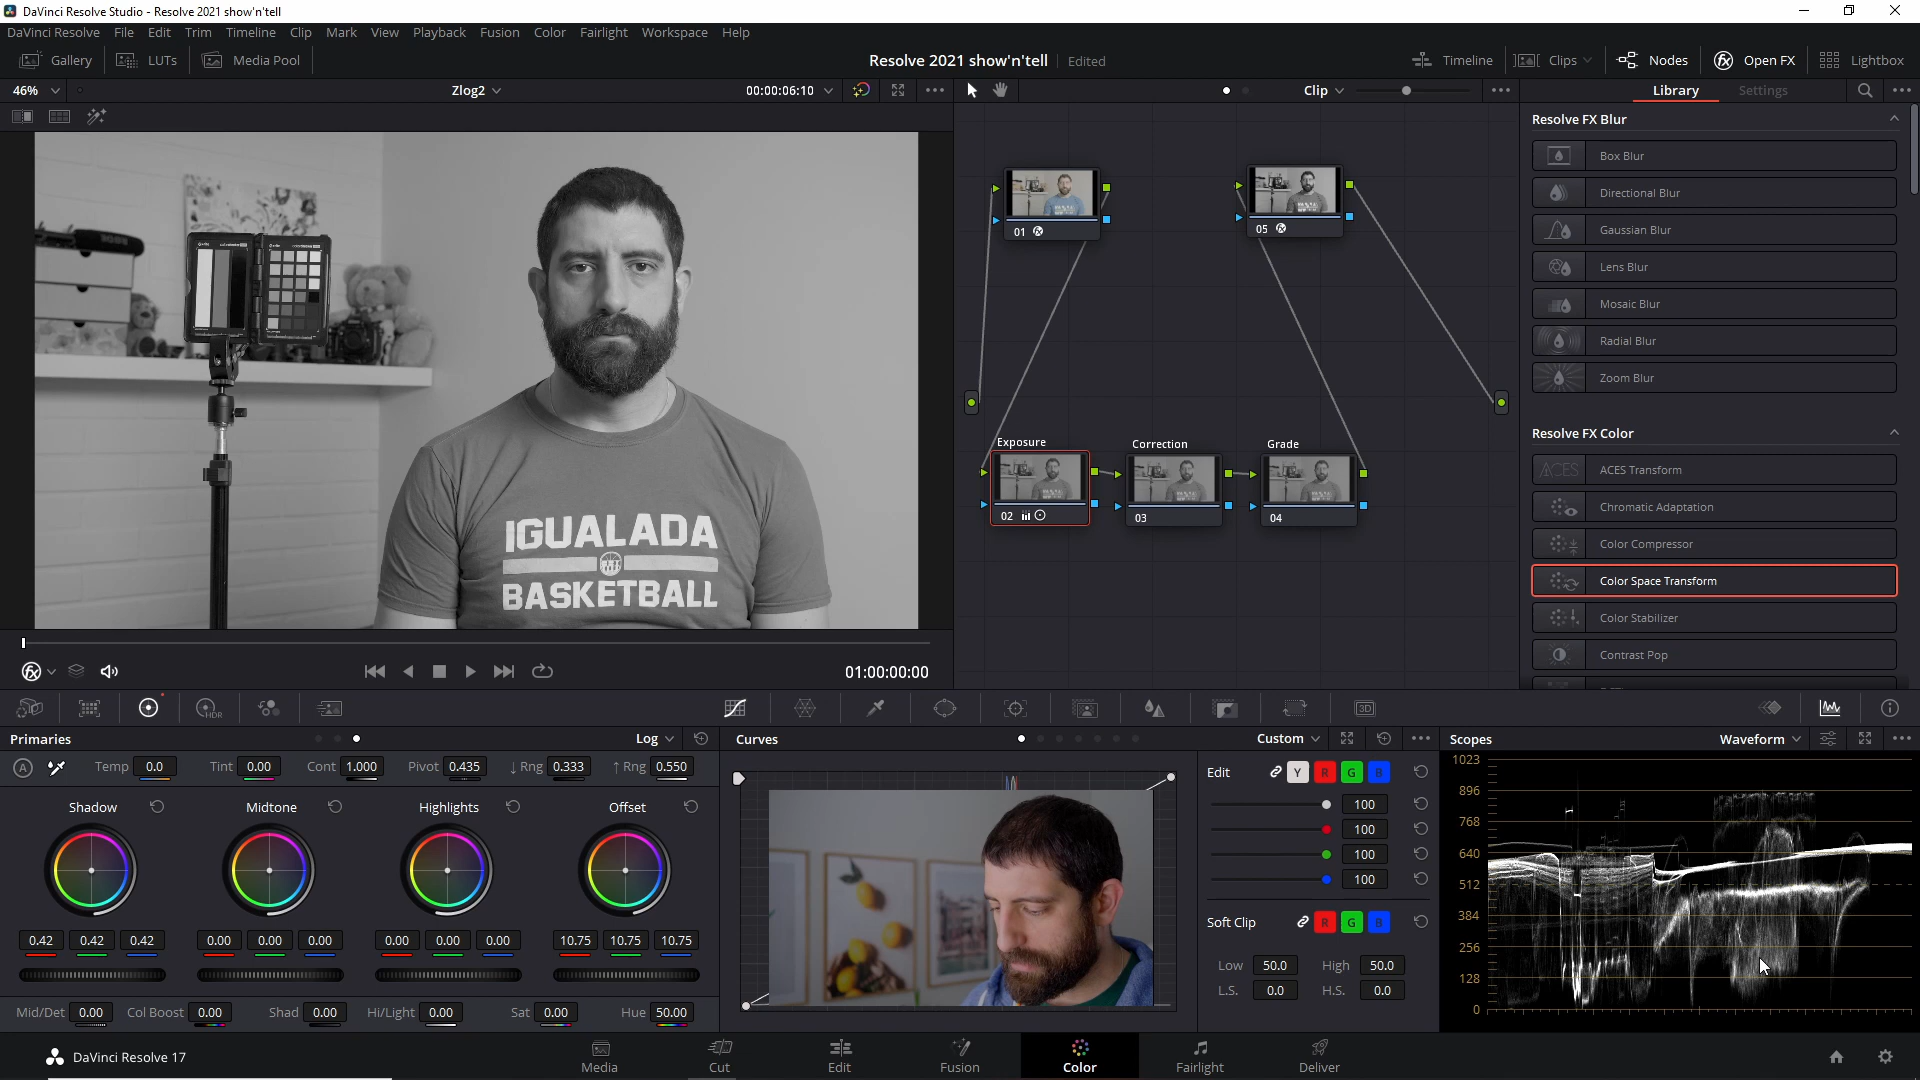 DaVinci Resolve Studio - Resolve 2021 show'n'tell
DaVinci Resolve File Edit Trim Timeline Clip Mark View Playback Fusion Color Fairlight Workspace Help
Gallery LUTs Media Pool Resolve 2021 show'n'tell Edited Timeline Clips Nodes Open FX Lightbox
46% Zlog2 00:00:06:10 Clip Library Settings
Resolve FX Blur
Box Blur
Directional Blur
Gaussian Blur
Lens Blur
Mosaic Blur
Radial Blur
Zoom Blur
Resolve FX Color
ACES Transform
Chromatic Adaptation
Color Compressor
Color Space Transform
Color Stabilizer
Contrast Pop
01
05
Exposure Correction Grade
02 03 04
IGUALADA
BASKETBALL
01:00:00:00
HDR
3D
Primaries Log Curves Custom Scopes Waveform
A Temp 0.0 Tint 0.00 Cont 1.000 Pivot 0.435 ↓ Rng 0.333 ↑ Rng 0.550
Shadow Midtone Highlights Offset
0.42 0.42 0.42 0.00 0.00 0.00 0.00 0.00 0.00 10.75 10.75 10.75
Mid/Det 0.00 Col Boost 0.00 Shad 0.00 Hi/Light 0.00 Sat 0.00 Hue 50.00
Edit Y R G B
100
100
100
100
Soft Clip R G B
Low 50.0 High 50.0
L.S. 0.0 H.S. 0.0
1023
896
768
640
512
384
256
128
0
DaVinci Resolve 17 Media Cut Edit Fusion Color Fairlight Deliver